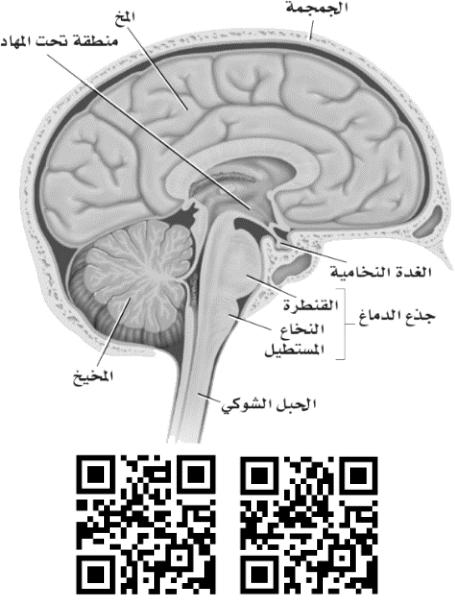 الجمجمة
المخ
منطقة تحت المهاد
الغدة النخامية
القنطرة
جذع الدماغ
النخاع
المستطيل
المخيخ
الحبل الشوكي